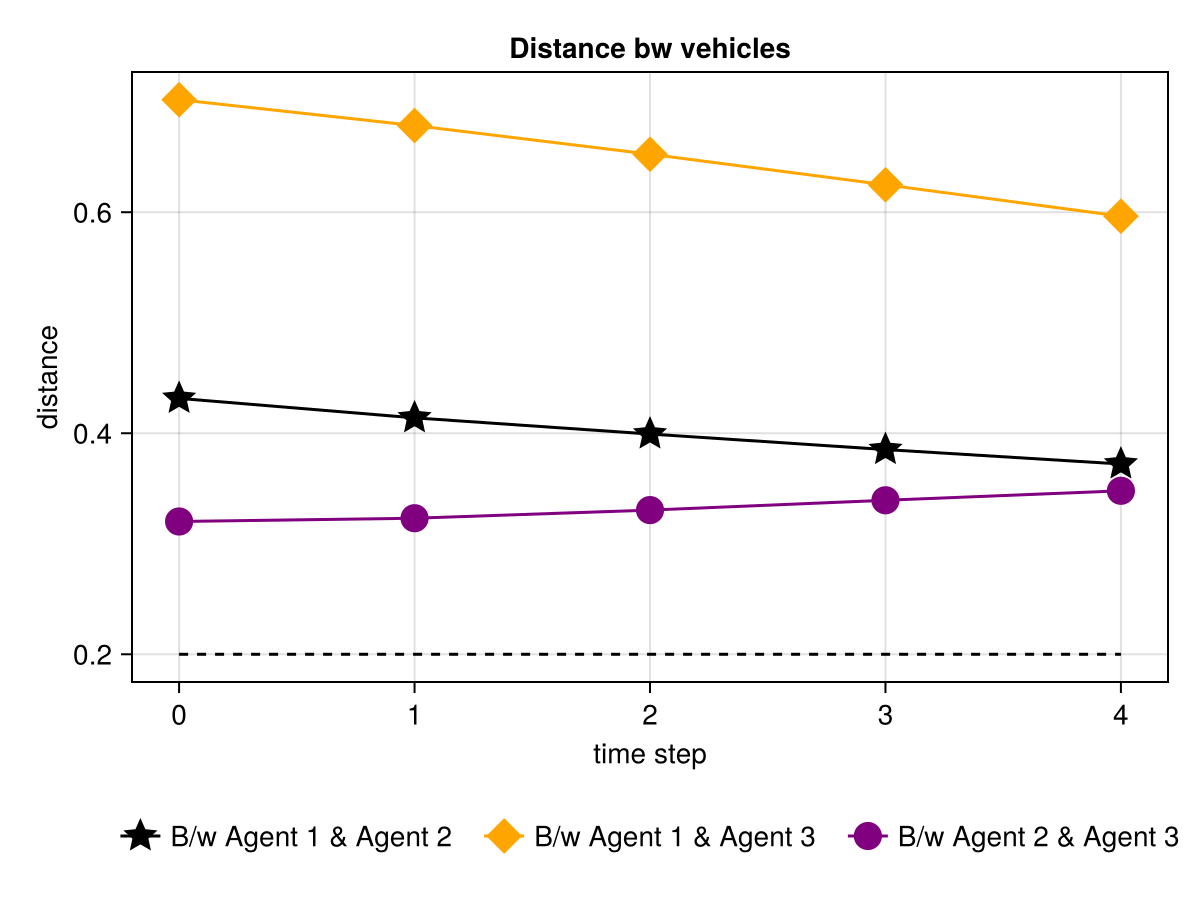 Distance bw vehicles
0.6
0.4
0.2
distance
0 1 2 3 4
time step
B/w Agent 1 & Agent 2 B/w Agent 1 & Agent 3 B/w Agent 2 & Agent 3